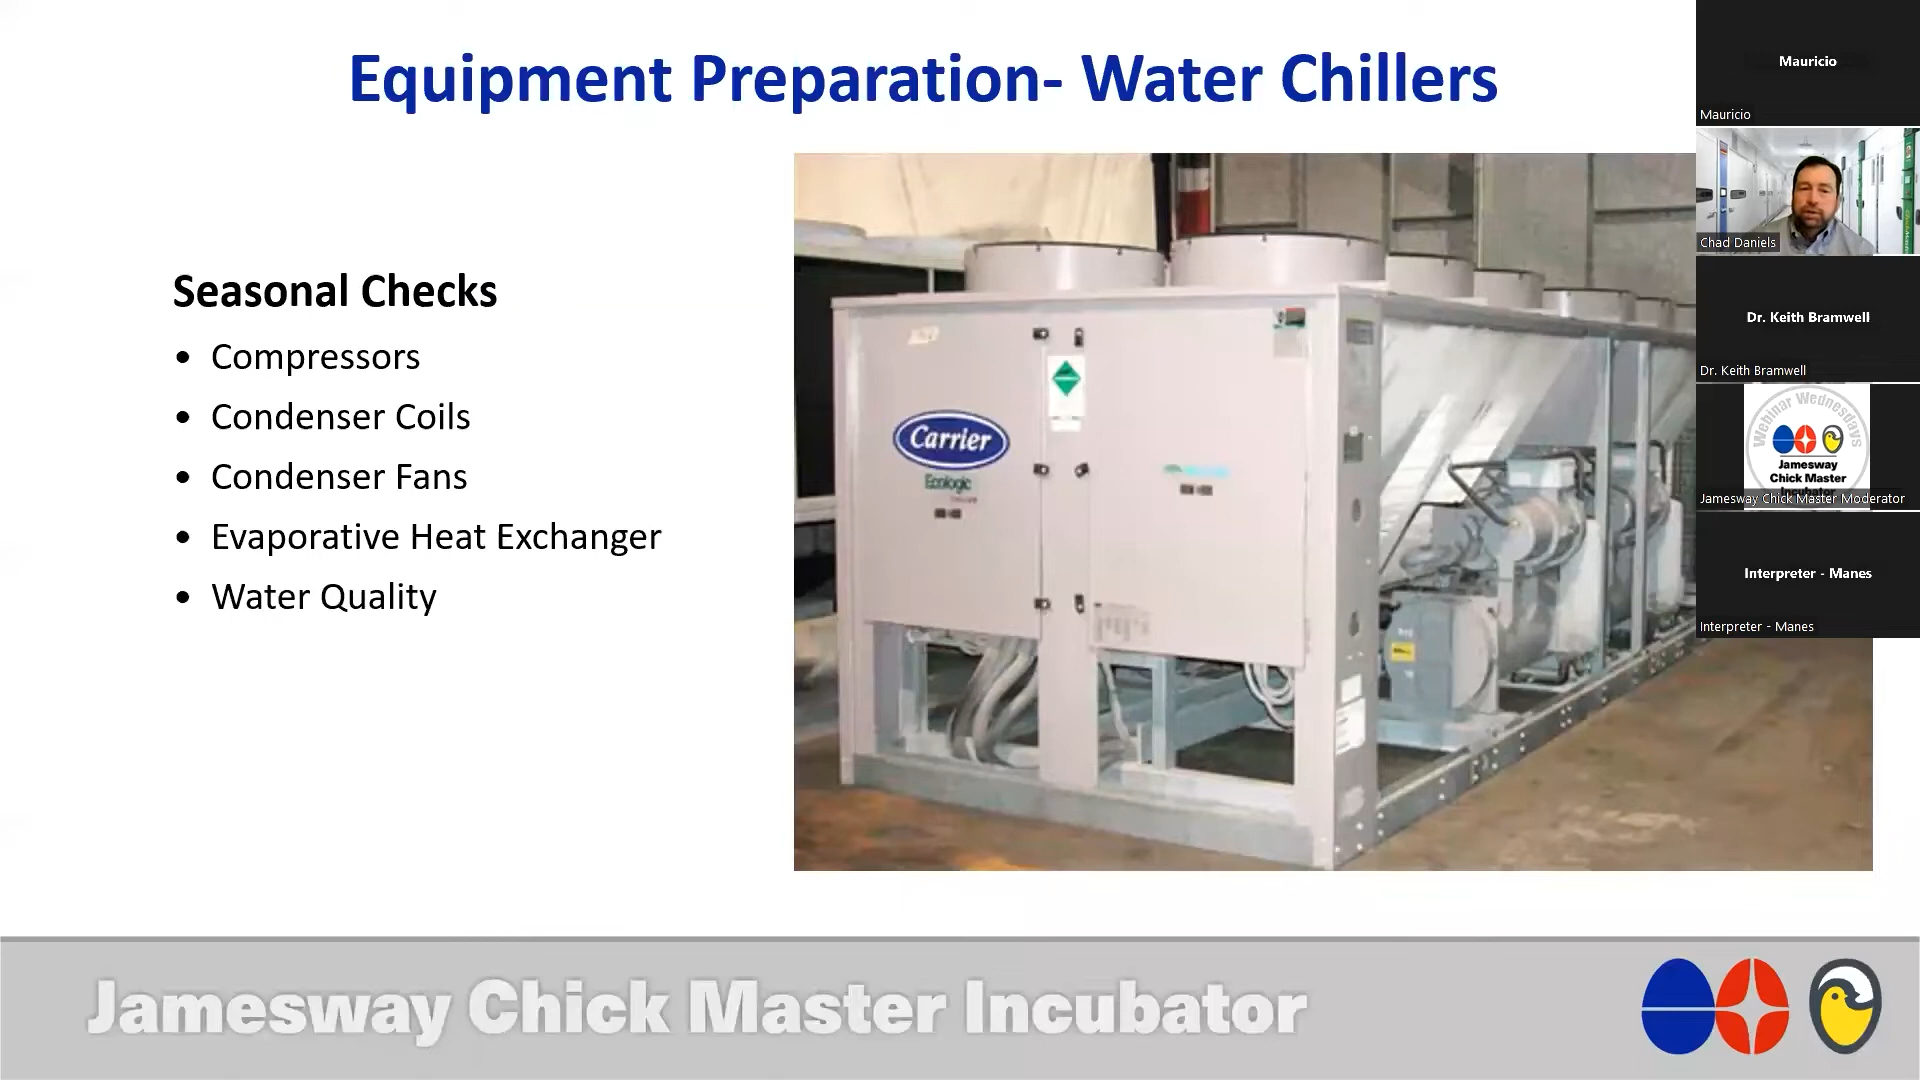 Equipment Preparation- Water Chillers
Seasonal Checks
• Compressors
• Condenser Coils
• Condenser Fans
• Evaporative Heat Exchanger
• Water Quality
Carrier
Ecologic
Jamesway Chick Master Incubator
Mauricio
Mauricio
Chad Daniels
Dr. Keith Bramwell
Dr. Keith Bramwell
Webinar Wednesdays
Jamesway
Chick Master
Incubator
Jamesway Chick Master Moderator
Interpreter - Manes
Interpreter - Manes